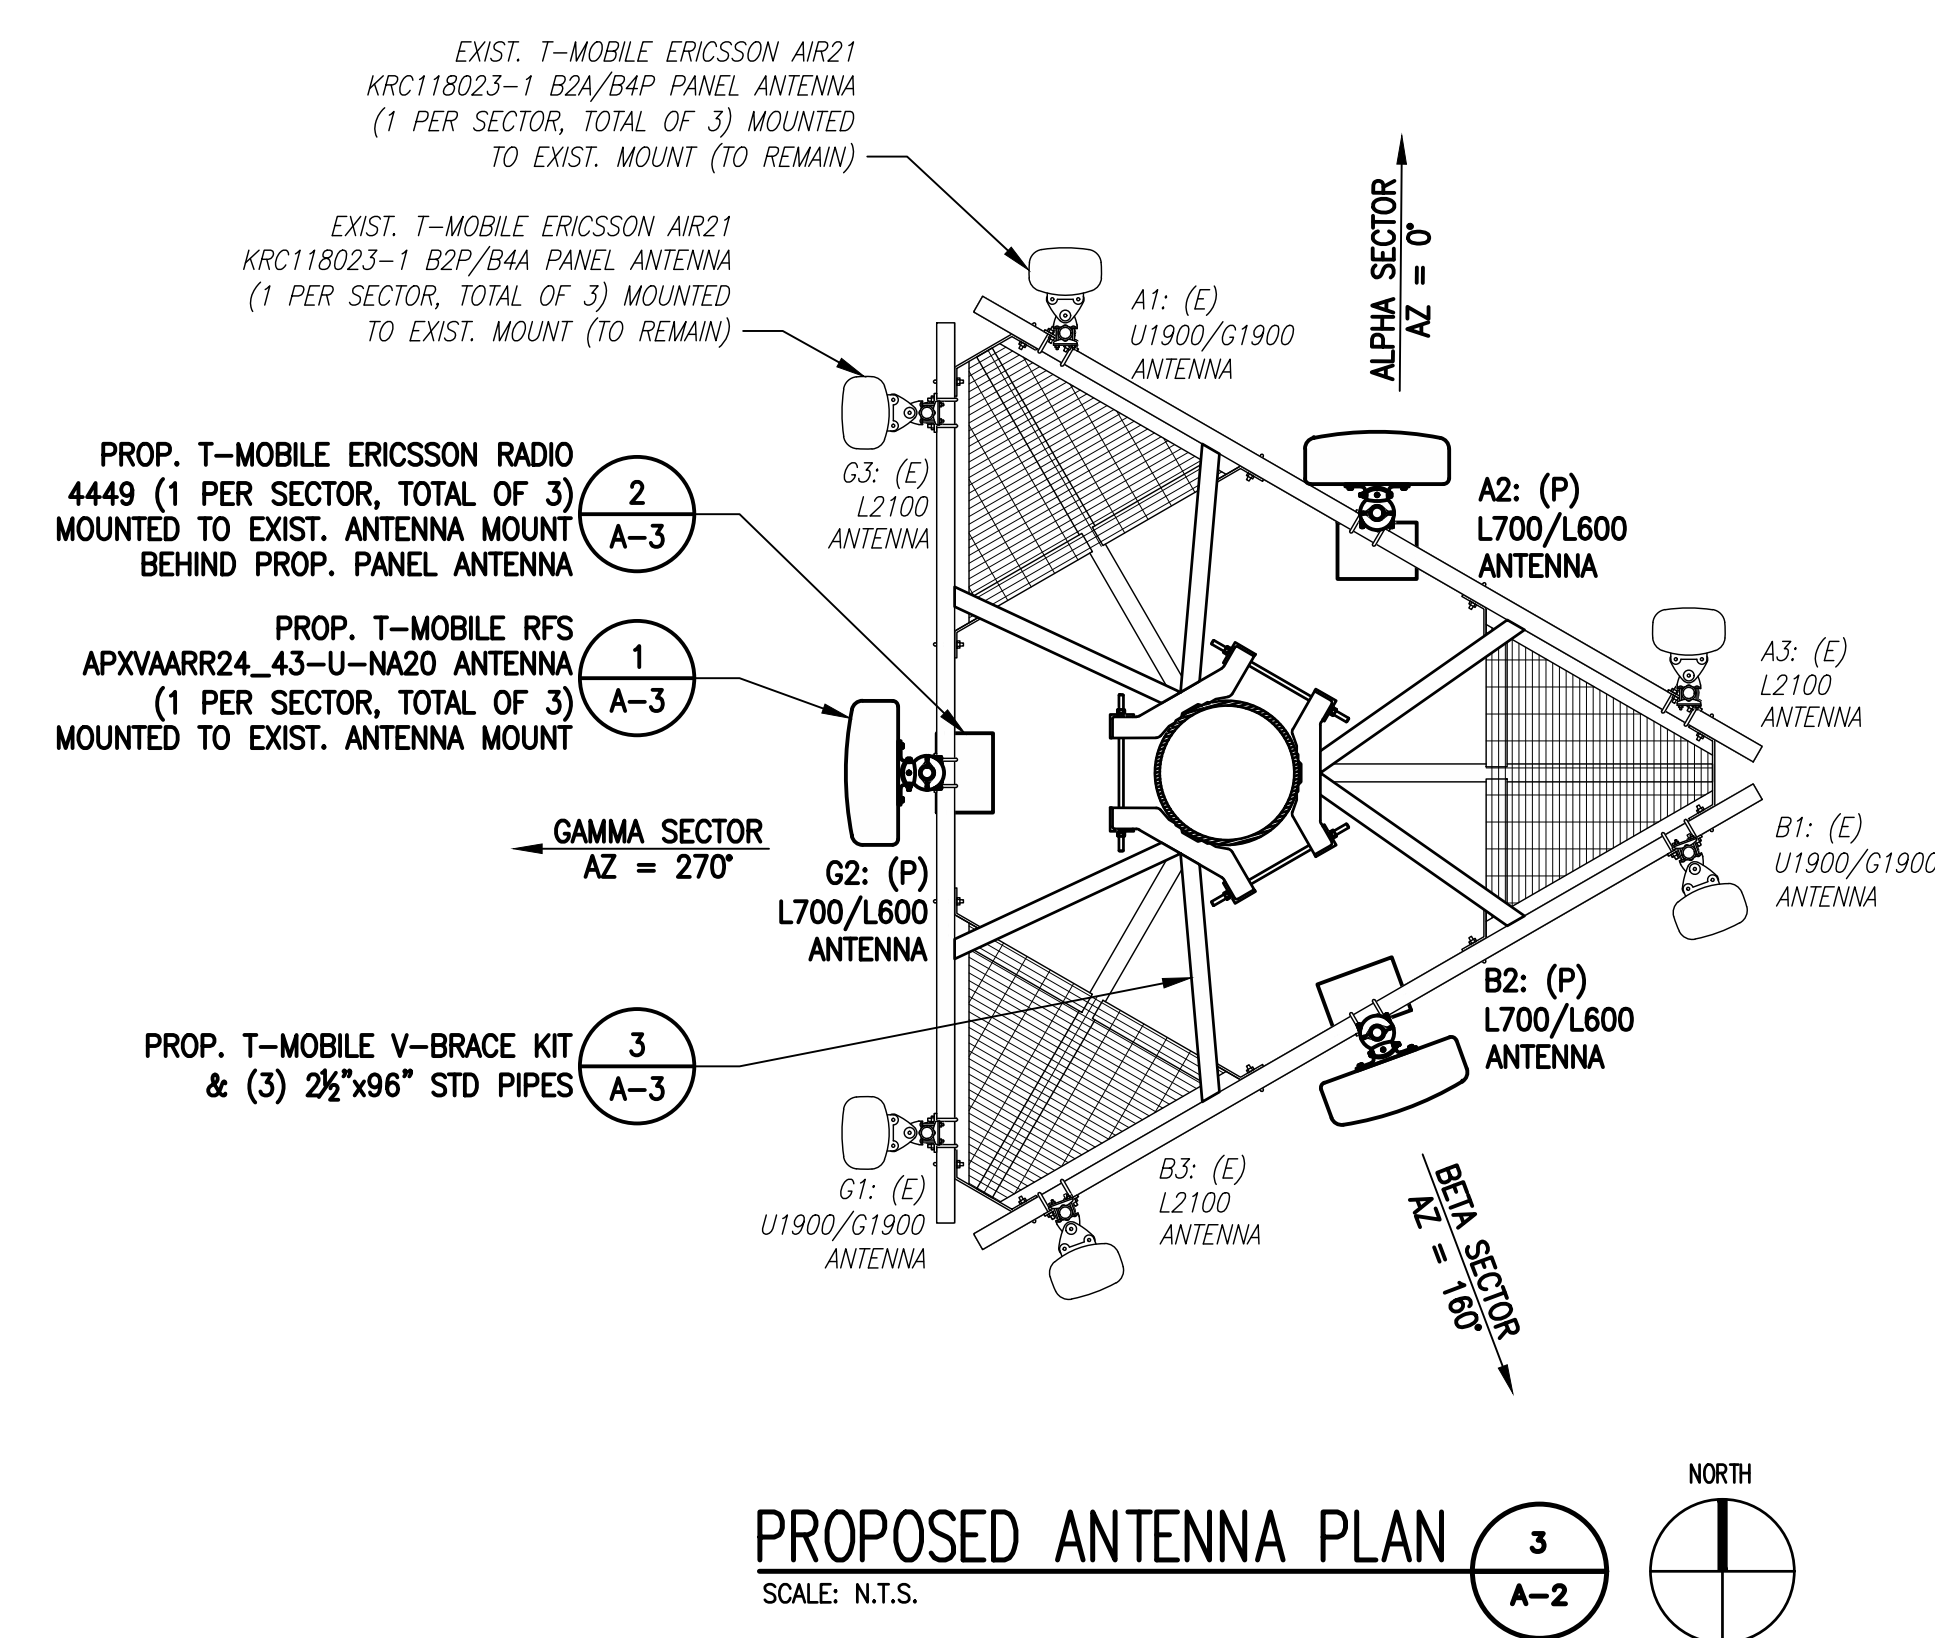 EXIST. T-MOBILE ERICSSON AIR21
KRC118023-1 B2A/B4P PANEL ANTENNA
(1 PER SECTOR, TOTAL OF 3) MOUNTED
TO EXIST. MOUNT (TO REMAIN)
EXIST. T-MOBILE ERICSSON AIR21
KRC118023-1 B2P/B4A PANEL ANTENNA
(1 PER SECTOR, TOTAL OF 3) MOUNTED
TO EXIST. MOUNT (TO REMAIN)
A1: (E)
U1900/G1900
ANTENNA
ALPHA SECTOR
AZ = 0°
PROP. T-MOBILE ERICSSON RADIO
4449 (1 PER SECTOR, TOTAL OF 3)
MOUNTED TO EXIST. ANTENNA MOUNT
BEHIND PROP. PANEL ANTENNA
2
A-3
G3: (E)
L2100
ANTENNA
A2: (P)
L700/L600
ANTENNA
PROP. T-MOBILE RFS
APXVAARR24_43-U-NA20 ANTENNA
(1 PER SECTOR, TOTAL OF 3)
MOUNTED TO EXIST. ANTENNA MOUNT
1
A-3
A3: (E)
L2100
ANTENNA
GAMMA SECTOR
AZ = 270°
G2: (P)
L700/L600
ANTENNA
B1: (E)
U1900/G1900
ANTENNA
B2: (P)
L700/L600
ANTENNA
PROP. T-MOBILE V-BRACE KIT
& (3) 2½"x96" STD PIPES
3
A-3
G1: (E)
U1900/G1900
ANTENNA
B3: (E)
L2100
ANTENNA
BETA SECTOR
AZ = 160°
PROPOSED ANTENNA PLAN
SCALE: N.T.S.
3
A-2
NORTH